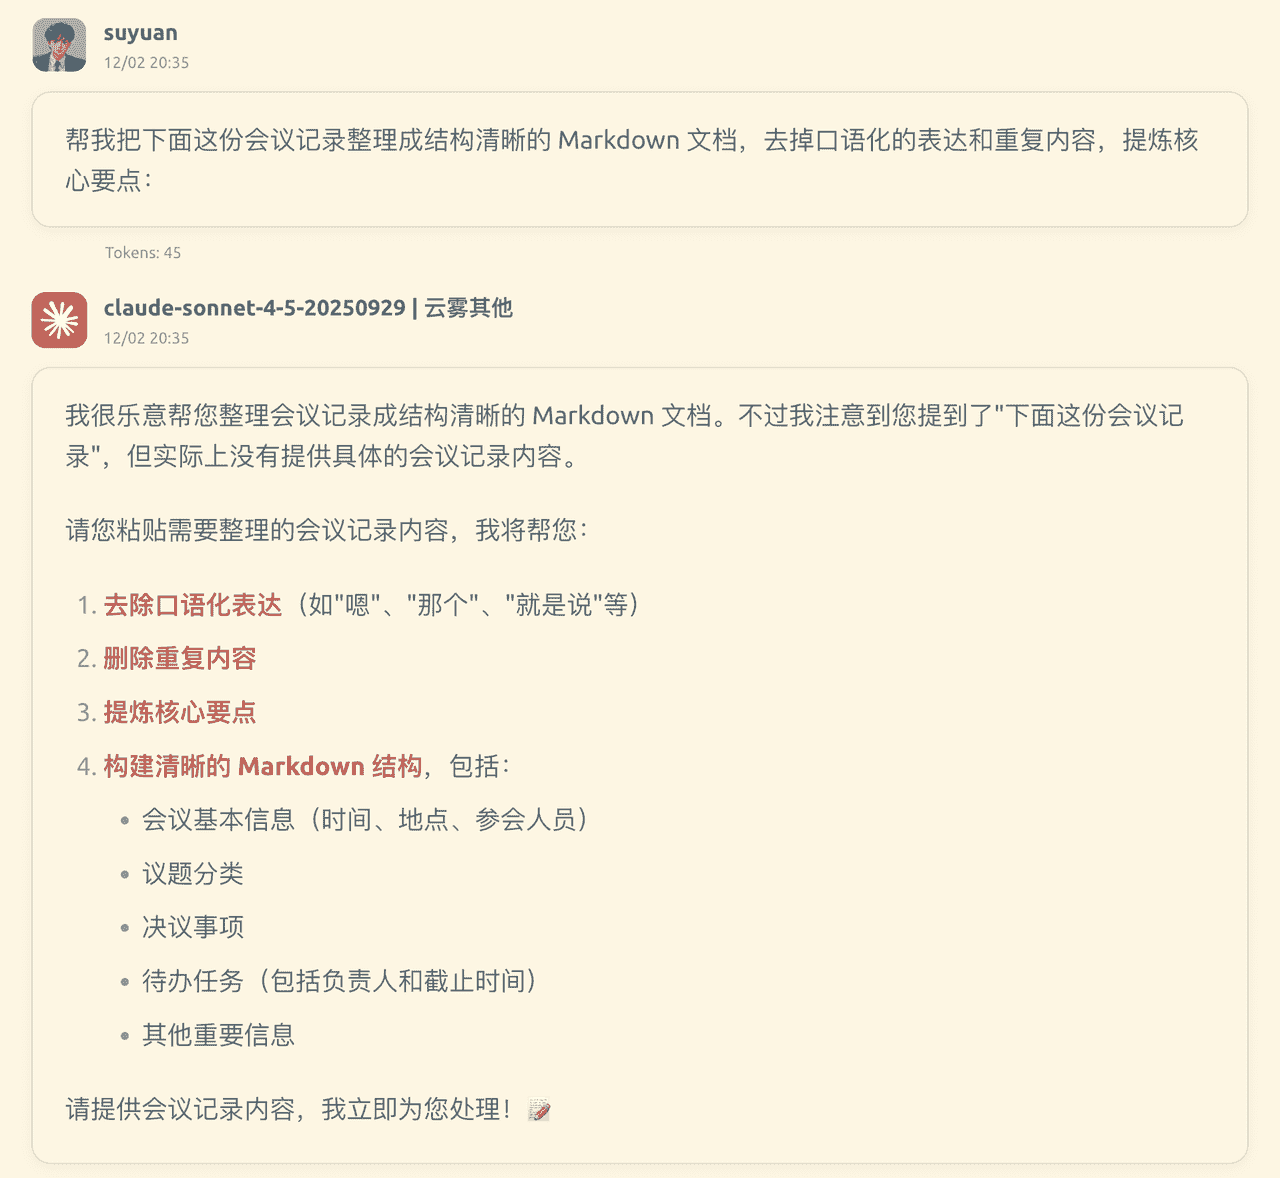 suyuan
12/02 20:35
帮我把下面这份会议记录整理成结构清晰的 Markdown 文档，去掉口语化的表达和重复内容，提炼核
心要点：
Tokens: 45
claude-sonnet-4-5-20250929 | 云雾其他
12/02 20:35
我很乐意帮您整理会议记录成结构清晰的 Markdown 文档。不过我注意到您提到了"下面这份会议记
录"，但实际上没有提供具体的会议记录内容。
请您粘贴需要整理的会议记录内容，我将帮您：
1. 去除口语化表达（如"嗯"、"那个"、"就是说"等）
2. 删除重复内容
3. 提炼核心要点
4. 构建清晰的 Markdown 结构，包括：
• 会议基本信息（时间、地点、参会人员）
• 议题分类
• 决议事项
• 待办任务（包括负责人和截止时间）
• 其他重要信息
请提供会议记录内容，我立即为您处理！📝